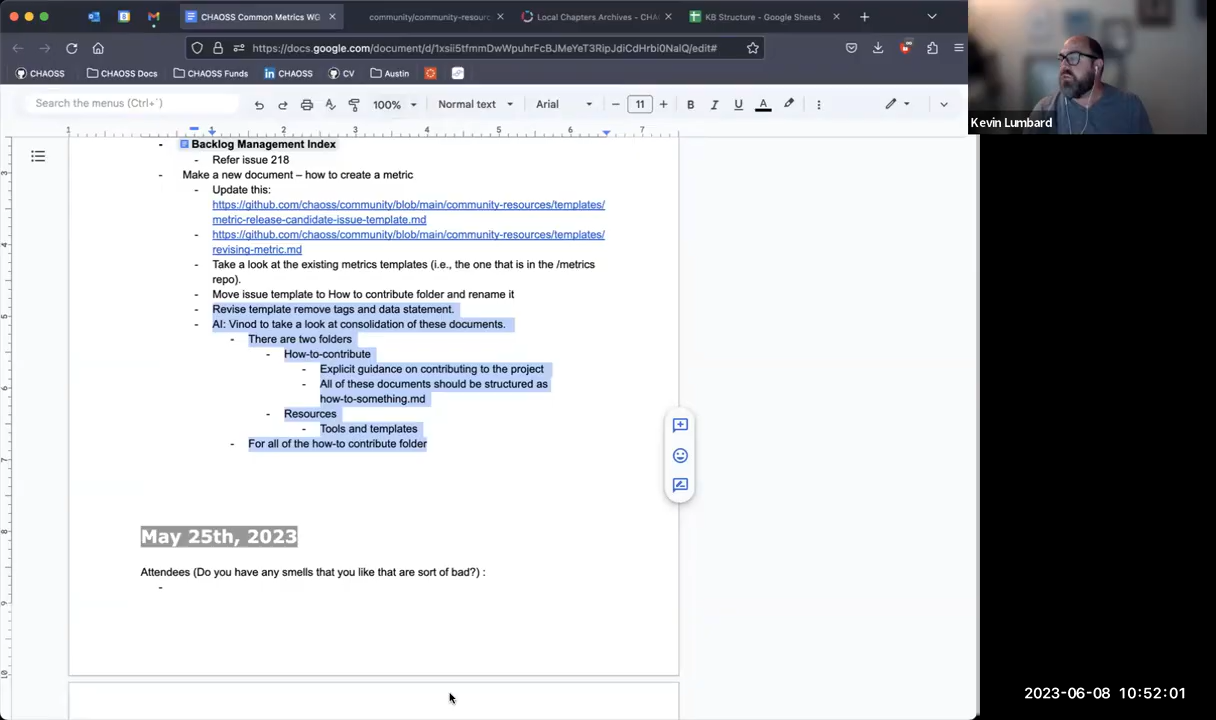 CHAOSS Common Metrics WG
community/community-resourc
Local Chapters Archives - CHA
KB Structure - Google Sheets
https://docs.google.com/document/d/1xsii5tfmmDwWpuhrFcBJMeYeT3RipJdiCdHrbi0NaIQ/edit#
CHAOSS
CHAOSS Docs
CHAOSS Funds
CHAOSS
CV
Austin
Kevin Lumbard
Search the menus (Ctrl+`)
100%
Normal text
Arial
11
B
I
U
A
1
1
2
3
4
5
6
7
- Backlog Management Index
- Refer issue 218
- Make a new document – how to create a metric
- Update this:
https://github.com/chaoss/community/blob/main/community-resources/templates/
metric-release-candidate-issue-template.md
- https://github.com/chaoss/community/blob/main/community-resources/templates/
revising-metric.md
- Take a look at the existing metrics templates (i.e., the one that is in the /metrics
repo).
- Move issue template to How to contribute folder and rename it
- Revise template remove tags and data statement.
- AI: Vinod to take a look at consolidation of these documents.
- There are two folders
- How-to-contribute
- Explicit guidance on contributing to the project
- All of these documents should be structured as
how-to-something.md
- Resources
- Tools and templates
- For all of the how-to contribute folder
May 25th, 2023
Attendees (Do you have any smells that you like that are sort of bad?) :
-
2023-06-08 10:52:01